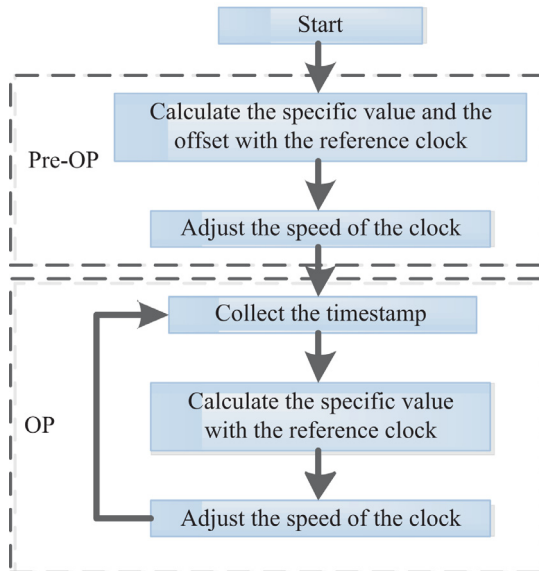 Start
Calculate the specific value and the
offset with the reference clock
Pre-OP
Adjust the speed of the clock
Collect the timestamp
Calculate the specific value
with the reference clock
OP
Adjust the speed of the clock